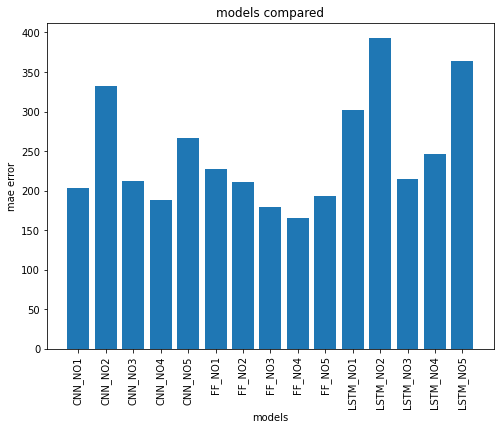 models compared
mae error
400
350
300
250
200
150
100
50
0
CNN_NO1
CNN_NO2
CNN_NO3
CNN_NO4
CNN_NO5
FF_NO1
FF_NO2
FF_NO3
FF_NO4
FF_NO5
LSTM_NO1
LSTM_NO2
LSTM_NO3
LSTM_NO4
LSTM_NO5
models